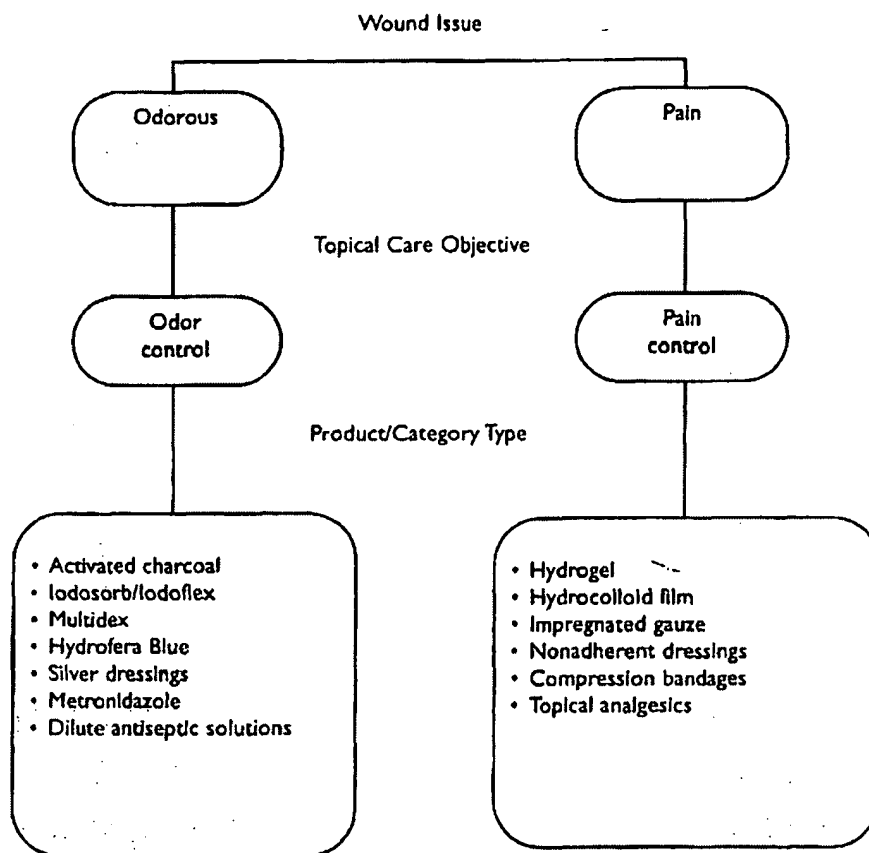 Wound Issue
Odorous
Pain
Topical Care Objective
Odor
control
Pain
control
Product/Category Type
• Activated charcoal
• Iodosorb/Iodoflex
• Multidex
• Hydrofera Blue
• Silver dressings
• Metronidazole
• Dilute antiseptic solutions
• Hydrogel
• Hydrocolloid film
• Impregnated gauze
• Nonadherent dressings
• Compression bandages
• Topical analgesics